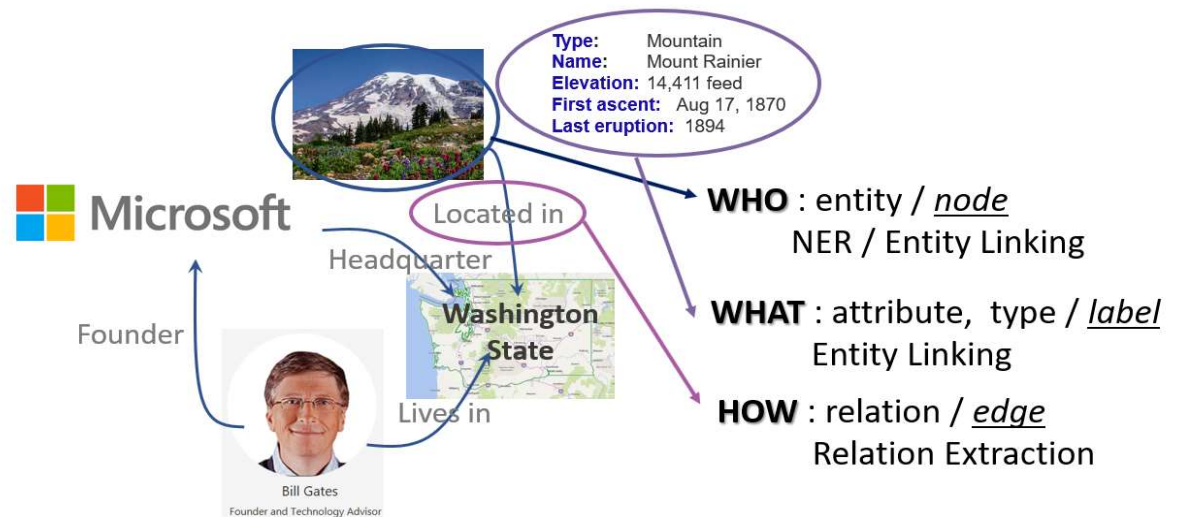 Type: Mountain
Name: Mount Rainier
Elevation: 14,411 feed
First ascent: Aug 17, 1870
Last eruption: 1894
Microsoft
Located in
Headquarter
Washington
State
Founder
Lives in
Bill Gates
Founder and Technology Advisor
WHO : entity / node
NER / Entity Linking
WHAT : attribute, type / label
Entity Linking
HOW : relation / edge
Relation Extraction